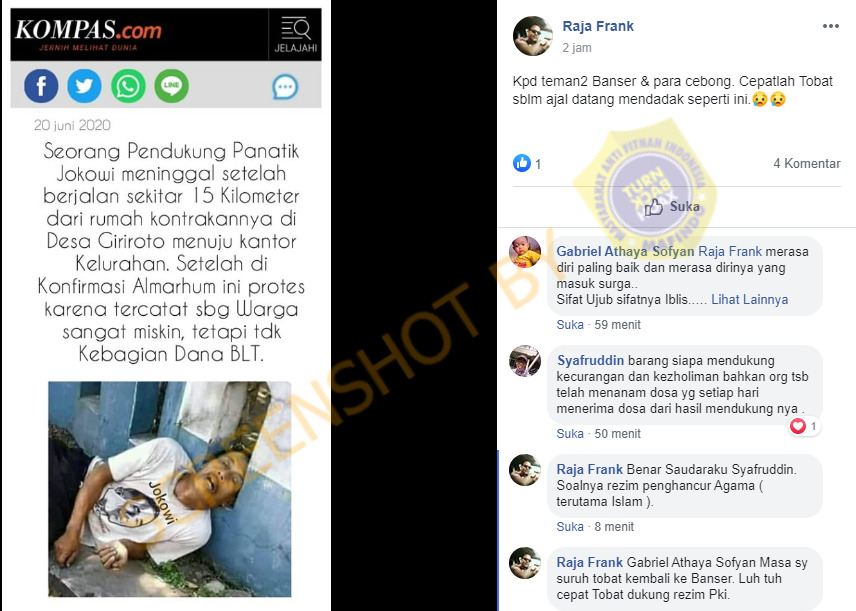 KOMPAS.com
JERNIH MELIHAT DUNIA
JELAJAHI
LINE
20 juni 2020
Seorang Pendukung Panatik
Jokowi meninggal setelah
berjalan sekitar 15 Kilometer
dari rumah kontrakannya di
Desa Giriroto menuju kantor
Kelurahan. Setelah di
Konfirmasi Almarhum ini protes
karena tercatat sbg Warga
sangat miskin, tetapi tdk
Kebagian Dana BLT.
Jokowi
SCREENSHOT BY
Raja Frank
2 jam
Kpd teman2 Banser & para cebong. Cepatlah Tobat
sblm ajal datang mendadak seperti ini.😥😥
1
4 Komentar
MASYARAKAT ANTI FITNAH INDONESIA
TURN
BACK
HOAX
MAFINDO
Suka
Gabriel Athaya Sofyan Raja Frank merasa
diri paling baik dan merasa dirinya yang
masuk surga..
Sifat Ujub sifatnya Iblis..... Lihat Lainnya
Suka · 59 menit
Syafruddin barang siapa mendukung
kecurangan dan kezholiman bahkan org tsb
telah menanam dosa yg setiap hari
menerima dosa dari hasil mendukung nya .
1
Suka · 50 menit
Raja Frank Benar Saudaraku Syafruddin.
Soalnya rezim penghancur Agama (
terutama Islam ).
Suka · 8 menit
Raja Frank Gabriel Athaya Sofyan Masa sy
suruh tobat kembali ke Banser. Luh tuh
cepat Tobat dukung rezim Pki.